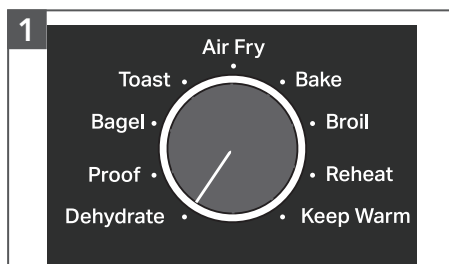 1
Air Fry
Toast Bake
Bagel Broil
Proof Reheat
Dehydrate Keep Warm